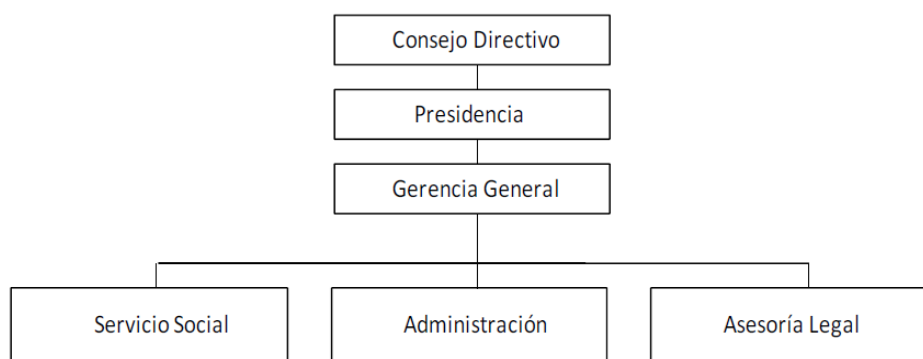 Consejo Directivo
Presidencia
Gerencia General
Servicio Social
Administración
Asesoría Legal